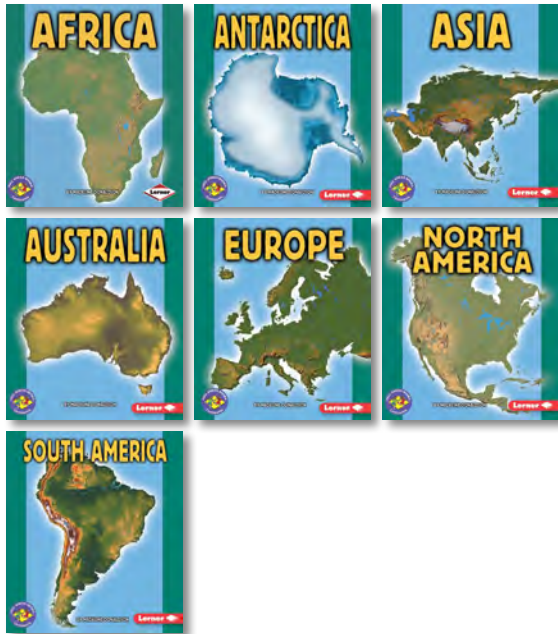 AFRICA
Lerner
ANTARCTICA
Lerner
ASIA
Lerner
AUSTRALIA
Lerner
EUROPE
Lerner
NORTH
AMERICA
Lerner
SOUTH AMERICA
Lerner